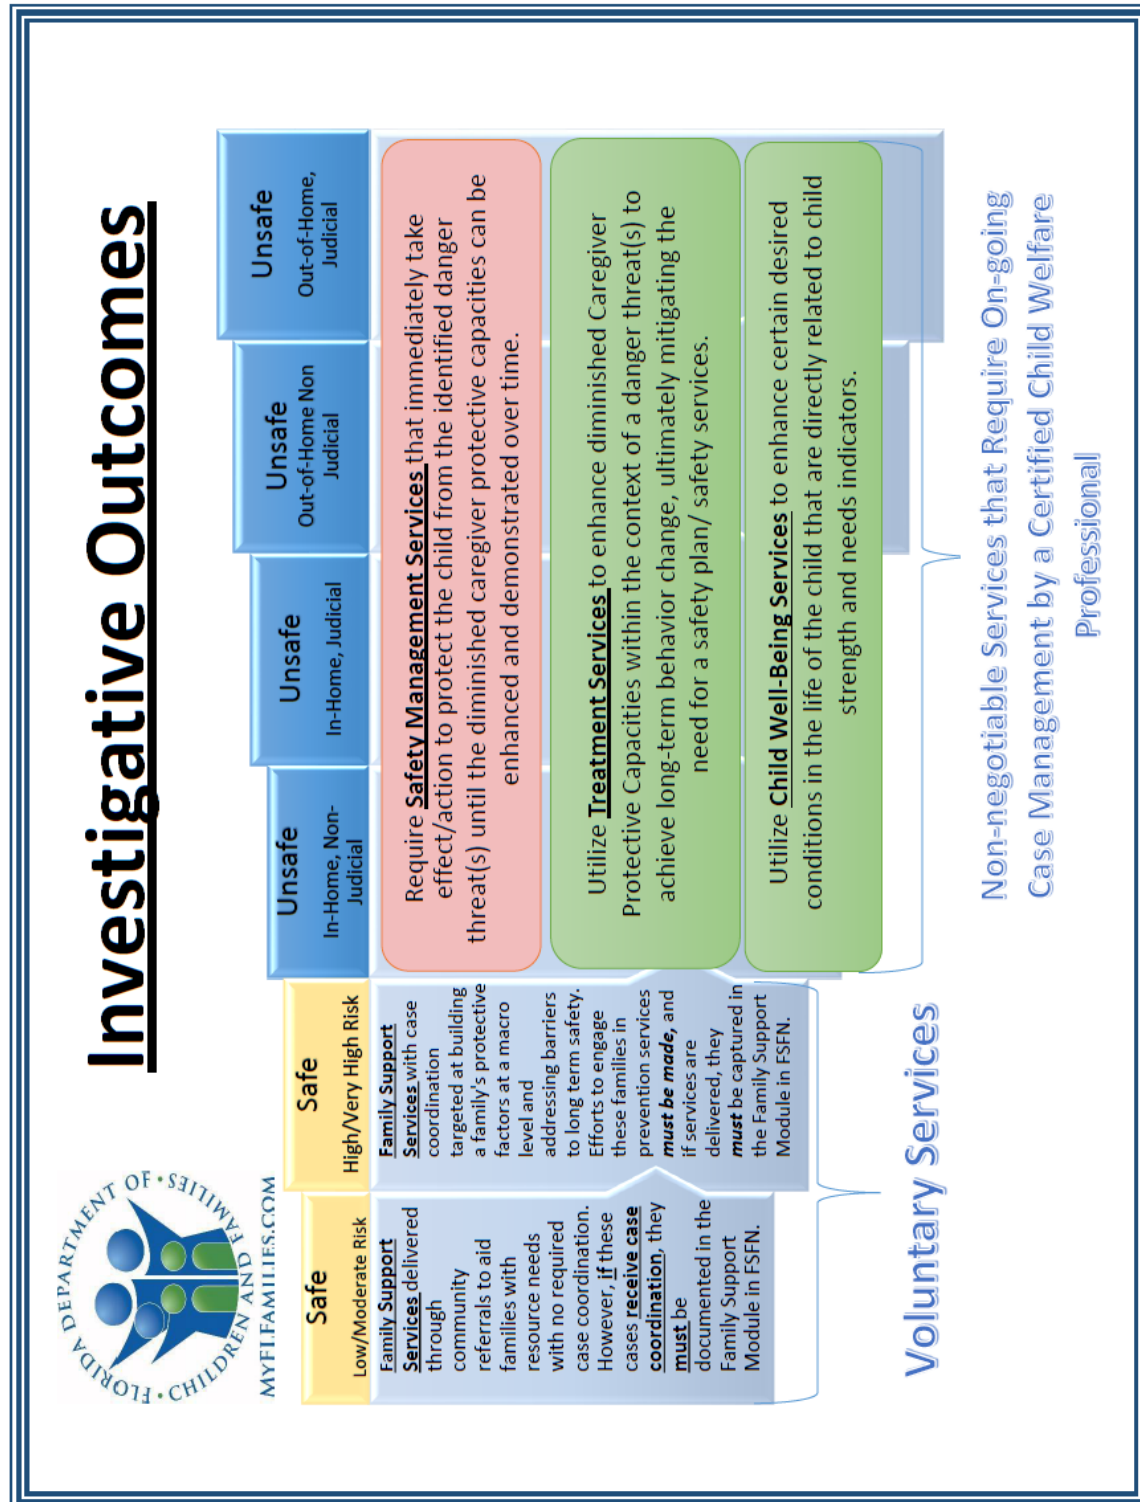 Investigative Outcomes
FLORIDA DEPARTMENT OF
CHILDREN AND FAMILIES
MYFLFAMILIES.COM
Safe
Low/Moderate Risk
Family Support
Services delivered
through
community
referrals to aid
families with
resource needs
with no required
case coordination.
However, if these
cases receive case
coordination, they
must be
documented in the
Family Support
Module in FSFN.
Safe
High/Very High Risk
Family Support
Services with case
coordination
targeted at building
a family's protective
factors at a macro
level and
addressing barriers
to long term safety.
Efforts to engage
these families in
prevention services
must be made, and
if services are
delivered, they
must be captured in
the Family Support
Module in FSFN.
Unsafe
In-Home, Non-
Judicial
Unsafe
In-Home, Judicial
Unsafe
Out-of-Home Non
Judicial
Unsafe
Out-of-Home,
Judicial
Require Safety Management Services that immediately take
effect/action to protect the child from the identified danger
threat(s) until the diminished caregiver protective capacities can be
enhanced and demonstrated over time.
Utilize Treatment Services to enhance diminished Caregiver
Protective Capacities within the context of a danger threat(s) to
achieve long-term behavior change, ultimately mitigating the
need for a safety plan/ safety services.
Utilize Child Well-Being Services to enhance certain desired
conditions in the life of the child that are directly related to child
strength and needs indicators.
Voluntary Services
Non-negotiable Services that Require On-going
Case Management by a Certified Child Welfare
Professional